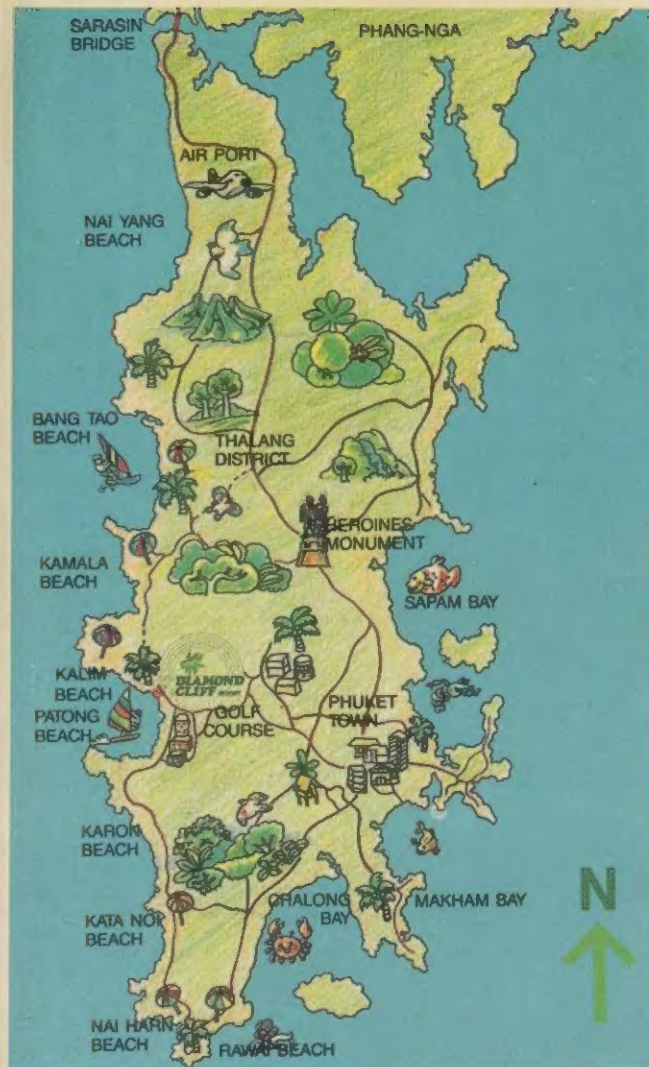 SARASIN
BRIDGE
PHANG-NGA
AIR PORT
NAI YANG
BEACH
BANG TAO
BEACH
THALANG
DISTRICT
BEROINES
MONUMENT
KAMALA
BEACH
SAPAM BAY
KALIM
BEACH
DIAMOND
CLIFF RESORT
PATONG
BEACH
GOLF
COURSE
PHUKET
TOWN
KARON
BEACH
KATA NOI
BEACH
CHALONG
BAY
MAKHAM BAY
N
NAI HARN
BEACH
RAWAI BEACH